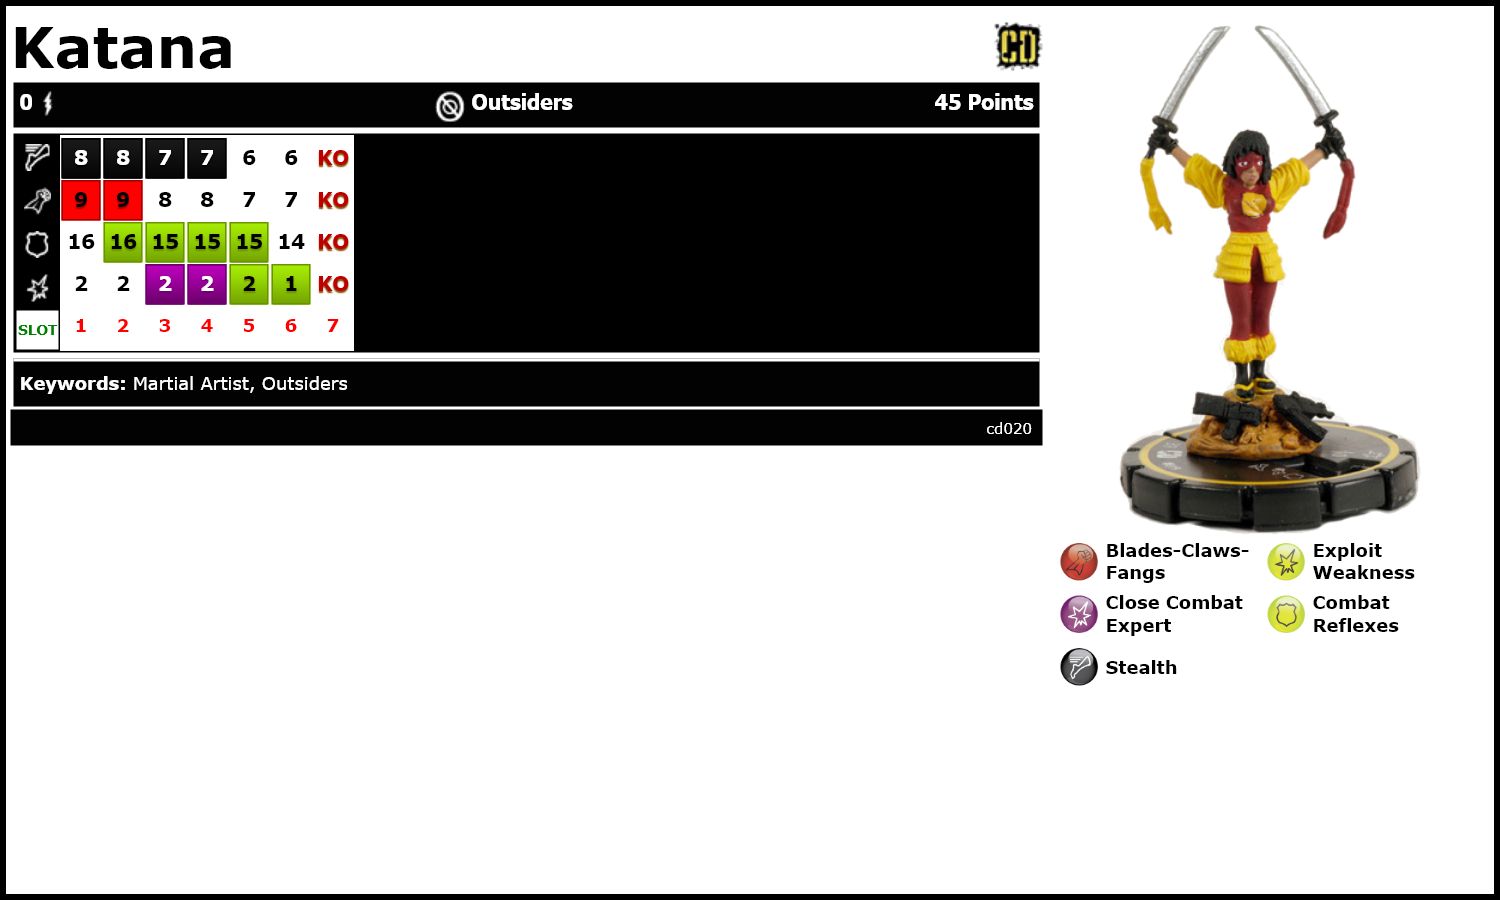 Katana
CD
0 Outsiders 45 Points
8 8 7 7 6 6 KO
9 9 8 8 7 7 KO
16 16 15 15 15 14 KO
2 2 2 2 2 1 KO
SLOT 1 2 3 4 5 6 7
Keywords: Martial Artist, Outsiders
cd020
Blades-Claws-
Fangs
Exploit
Weakness
Close Combat
Expert
Combat
Reflexes
Stealth